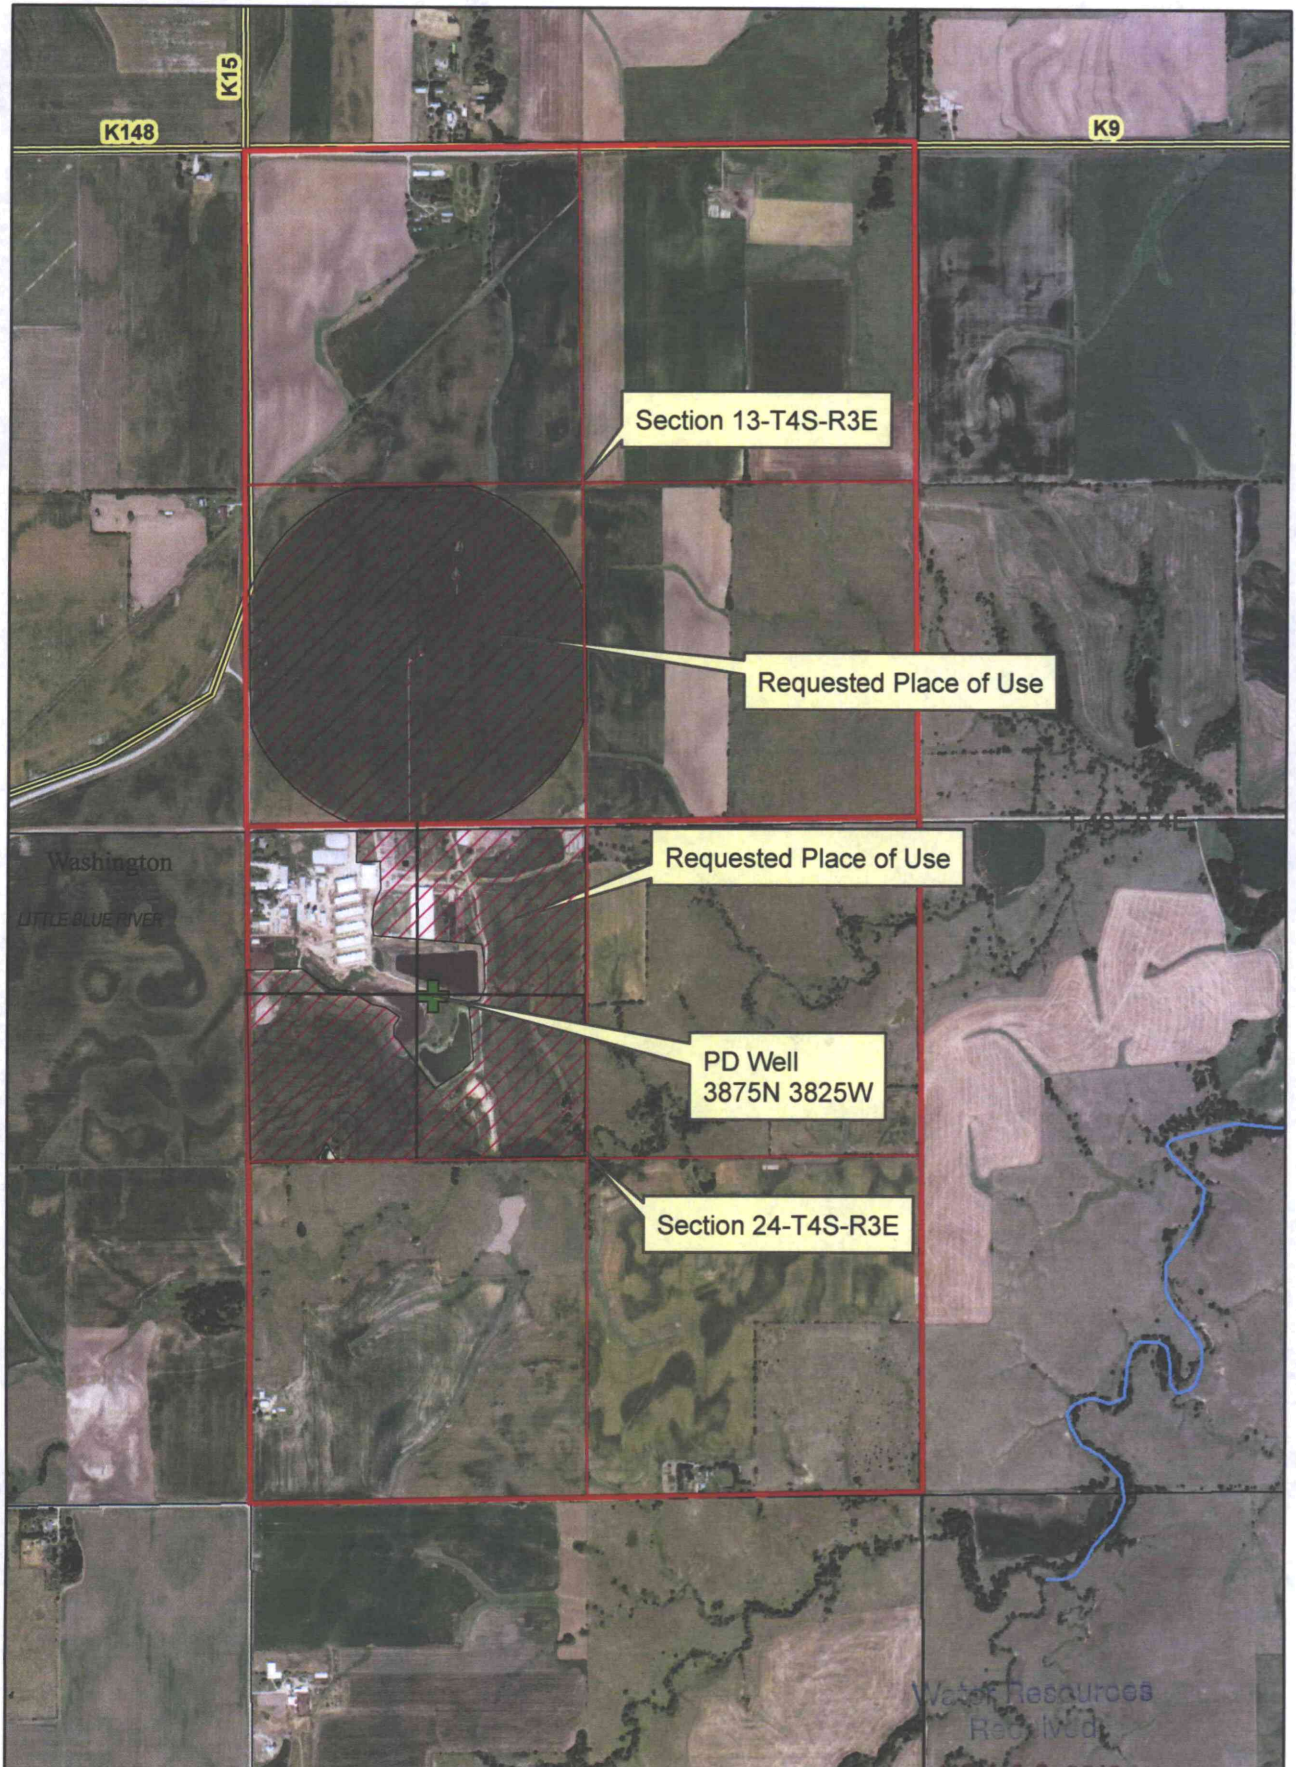 K15
K148
K9
Section 13-T4S-R3E
Requested Place of Use
Requested Place of Use
Washington
LITTLE BLUE RIVER
PD Well
3875N 3825W
Section 24-T4S-R3E
Water Resources
Received